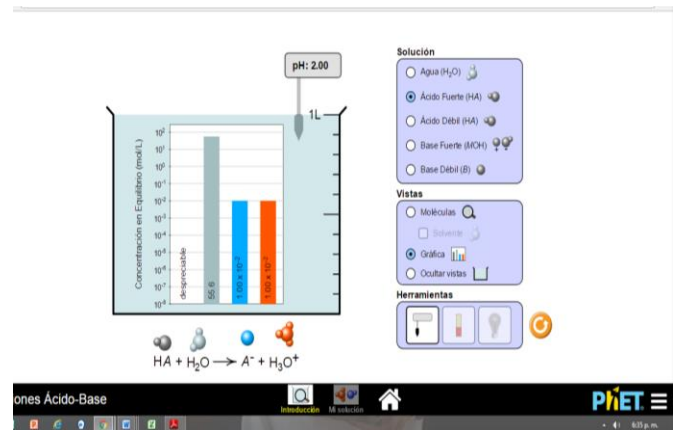 pH: 2.00
1L
Concentración en Equilibrio (mol/L)
10²
10¹
10⁰
10⁻¹
10⁻²
10⁻³
10⁻⁴
10⁻⁵
10⁻⁶
10⁻⁷
10⁻⁸
despreciable
55.6
1.00 x 10⁻²
1.00 x 10⁻²
HA + H₂O → A⁻ + H₃O⁺
Solución
Agua (H₂O)
Ácido Fuerte (HA)
Ácido Débil (HA)
Base Fuerte (MOH)
Base Débil (B)
Vistas
Moléculas
Solvente
Gráfica
Ocultar vistas
Herramientas
ones Ácido-Base
Introducción
Mi solución
PhET
6:35 p.m.